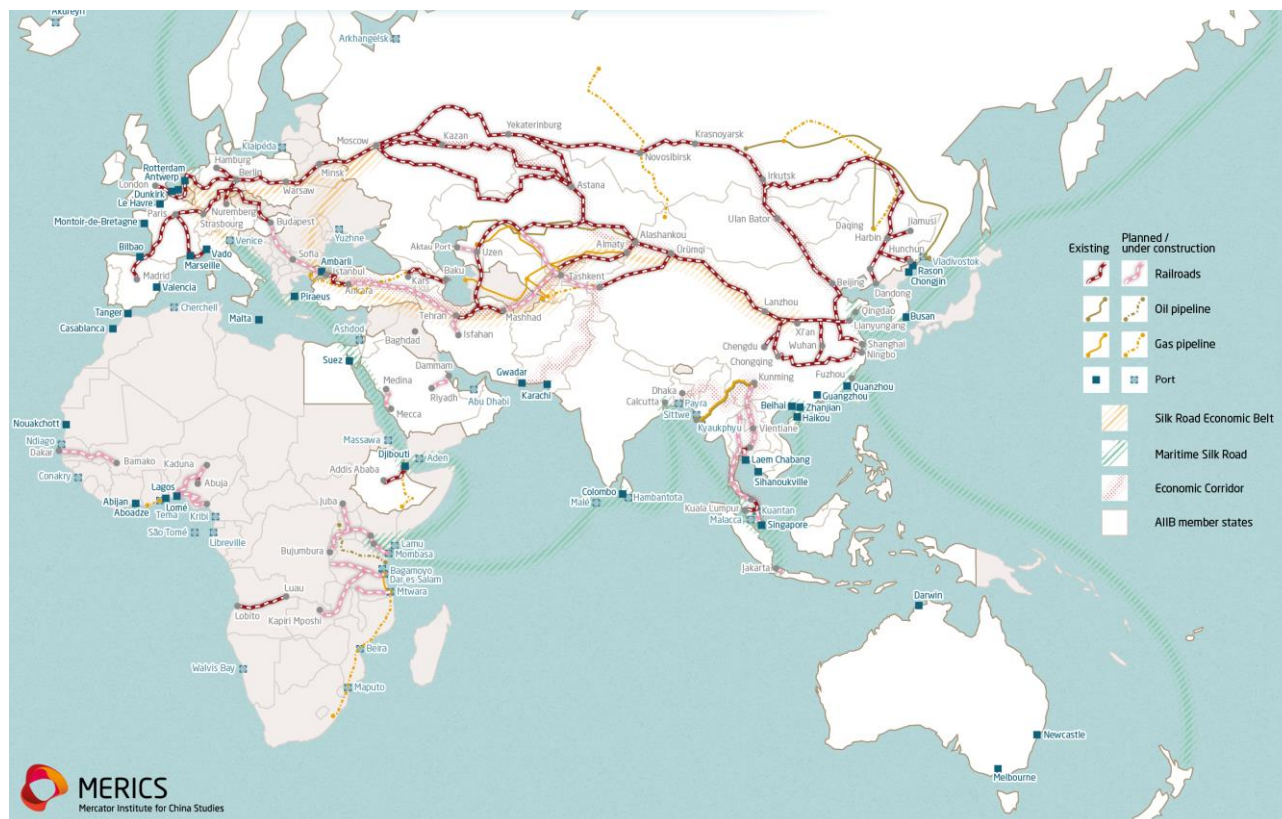 Akureyri
Arkhangelsk
Klaipėda
Moscow
Kazan
Yekaterinburg
Krasnoyarsk
Novosibirsk
Irkutsk
Astana
Ulan Bator
Rotterdam
Antwerp
Hamburg
Berlin
London
Dunkirk
Le Havre
Paris
Warsaw
Minsk
Nuremberg
Strasbourg
Budapest
Montoir-de-Bretagne
Venice
Yuzhne
Bilbao
Vado
Marseille
Madrid
Valencia
Sofia
Ambarli
Istanbul
Ankara
Kars
Baku
Aktau Port
Uzen
Almaty
Alashankou
Ürümqi
Tashkent
Daqing
Jiamus
Harbin
Hunchun
Vladivostok
Rason
Chongjin
Beijing
Dandong
Tanger
Casablanca
Cherchell
Malta
Piraeus
Tehran
Mashhad
Isfahan
Lanzhou
Qingdao
Lianyungang
Busan
Xi'an
Ashdod
Baghdad
Suez
Dammam
Medina
Riyadh
Mecca
Abu Dhabi
Gwadar
Karachi
Chengdu
Wuhan
Chongqing
Shanghai
Ningbo
Fuzhou
Quanzhou
Guangzhou
Kunming
Dhaka
Calcutta
Payra
Sittwe
Kyaukphyu
Beihai
Zhanjian
Haikou
Vientiane
Nouakchott
Ndiago
Dakar
Bamako
Conakry
Kaduna
Abuja
Lagos
Abijan
Lomé
Aboadze
Tema
Kribi
São Tomé
Libreville
Massawa
Djibouti
Aden
Addis Ababa
Juba
Colombo
Hambantota
Malé
Laem Chabang
Sihanoukville
Kuala Lumpur
Kuantan
Malacca
Singapore
Jakarta
Bujumbura
Lamu
Mombasa
Bagamoyo
Dar es Salam
Mtwara
Luau
Lobito
Kapiri Mposhi
Beira
Walvis Bay
Maputo
Darwin
Newcastle
Melbourne
Existing
Planned /
under construction
Railroads
Oil pipeline
Gas pipeline
Port
Silk Road Economic Belt
Maritime Silk Road
Economic Corridor
AIIB member states
MERICS
Mercator Institute for China Studies